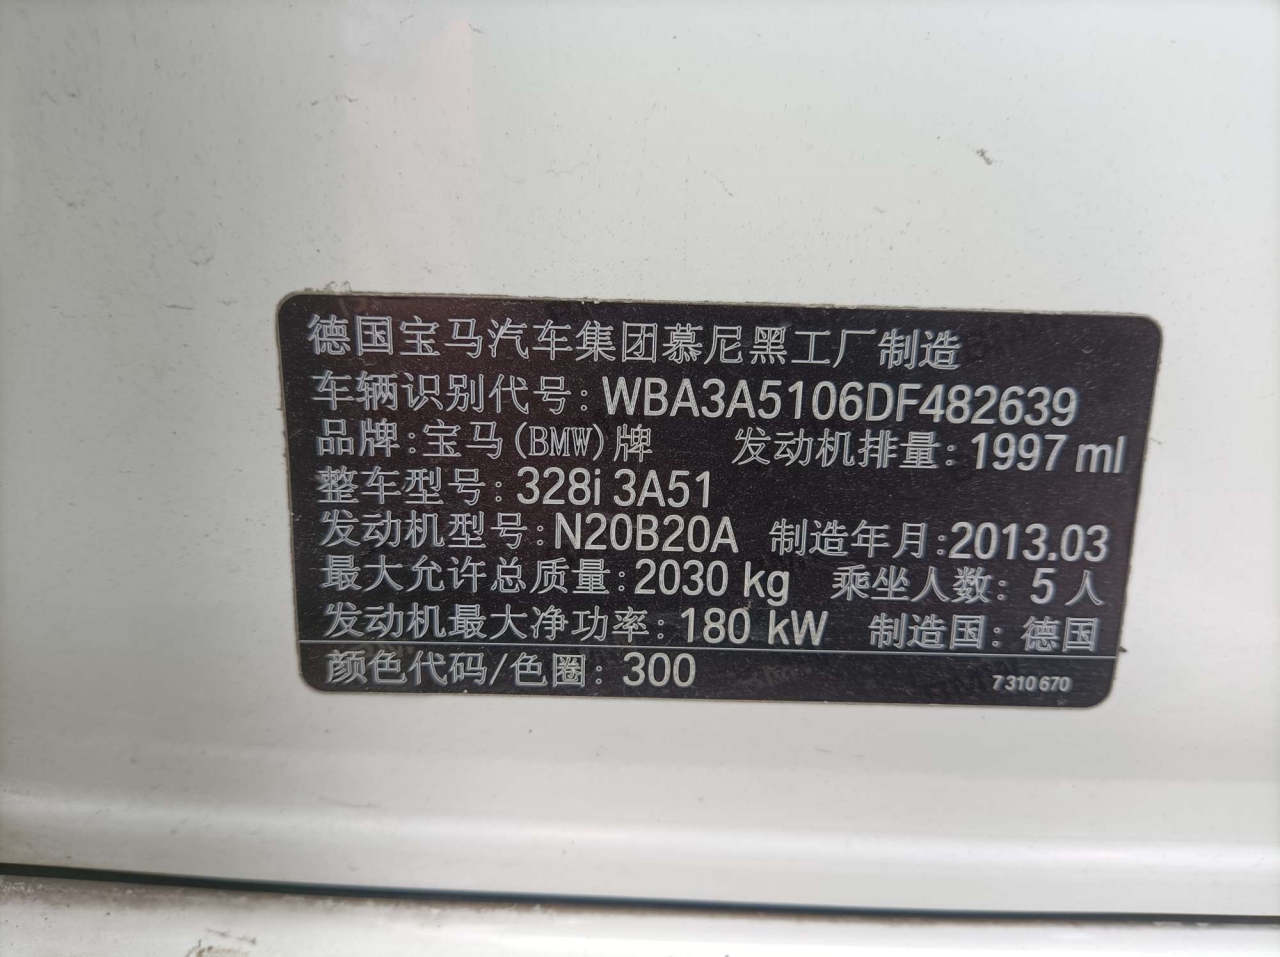 德国宝马汽车集团慕尼黑工厂制造
车辆识别代号: WBA3A5106DF482639
品牌:宝马(BMW)牌 发动机排量: 1997 ml
整车型号: 328i 3A51
发动机型号: N20B20A 制造年月:2013.03
最大允许总质量: 2030 kg 乘坐人数: 5 人
发动机最大净功率: 180 kW 制造国: 德国
颜色代码/色圈: 300 7 310 670